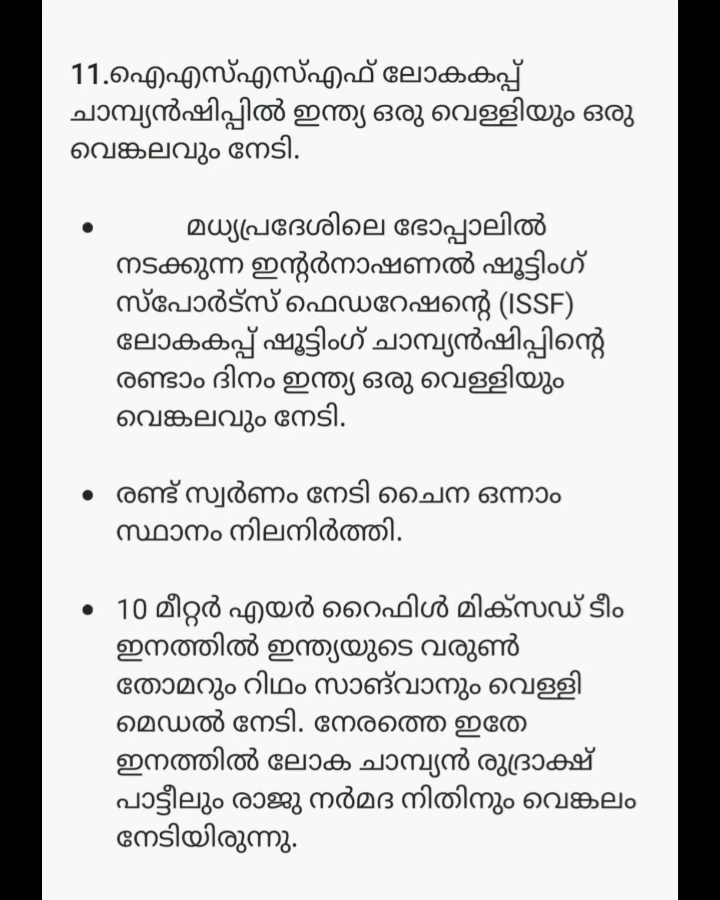 11.ഐഎസ്എസ്എഫ് ലോകകപ്പ്
ചാമ്പ്യൻഷിപ്പിൽ ഇന്ത്യ ഒരു വെള്ളിയും ഒരു
വെങ്കലവും നേടി.
• മധ്യപ്രദേശിലെ ഭോപ്പാലിൽ
നടക്കുന്ന ഇന്റർനാഷണൽ ഷൂട്ടിംഗ്
സ്പോർട്സ് ഫെഡറേഷന്റെ (ISSF)
ലോകകപ്പ് ഷൂട്ടിംഗ് ചാമ്പ്യൻഷിപ്പിന്റെ
രണ്ടാം ദിനം ഇന്ത്യ ഒരു വെള്ളിയും
വെങ്കലവും നേടി.
• രണ്ട് സ്വർണം നേടി ചൈന ഒന്നാം
സ്ഥാനം നിലനിർത്തി.
• 10 മീറ്റർ എയർ റൈഫിൾ മിക്സഡ് ടീം
ഇനത്തിൽ ഇന്ത്യയുടെ വരുൺ
തോമറും റിഥം സാങ്‌വാനും വെള്ളി
മെഡൽ നേടി. നേരത്തെ ഇതേ
ഇനത്തിൽ ലോക ചാമ്പ്യൻ രുദ്രാക്ഷ്
പാട്ടീലും രാജു നർമദ നിതിനും വെങ്കലം
നേടിയിരുന്നു.